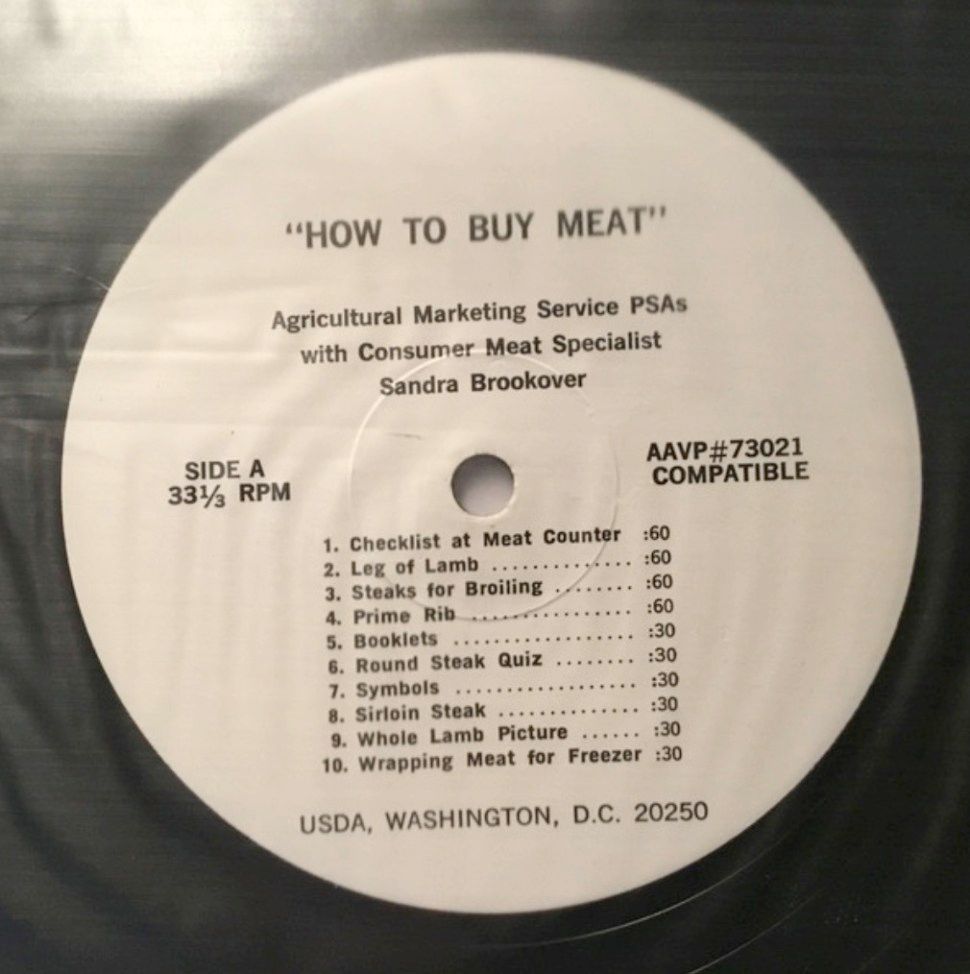 “HOW TO BUY MEAT”
Agricultural Marketing Service PSAs
with Consumer Meat Specialist
Sandra Brookover
SIDE A
33⅓ RPM
AAVP#73021
COMPATIBLE
1. Checklist at Meat Counter :60
2. Leg of Lamb .............. :60
3. Steaks for Broiling ........ :60
4. Prime Rib ................ :60
5. Booklets .................. :30
6. Round Steak Quiz ........ :30
7. Symbols .................. :30
8. Sirloin Steak .............. :30
9. Whole Lamb Picture ...... :30
10. Wrapping Meat for Freezer :30
USDA, WASHINGTON, D.C. 20250